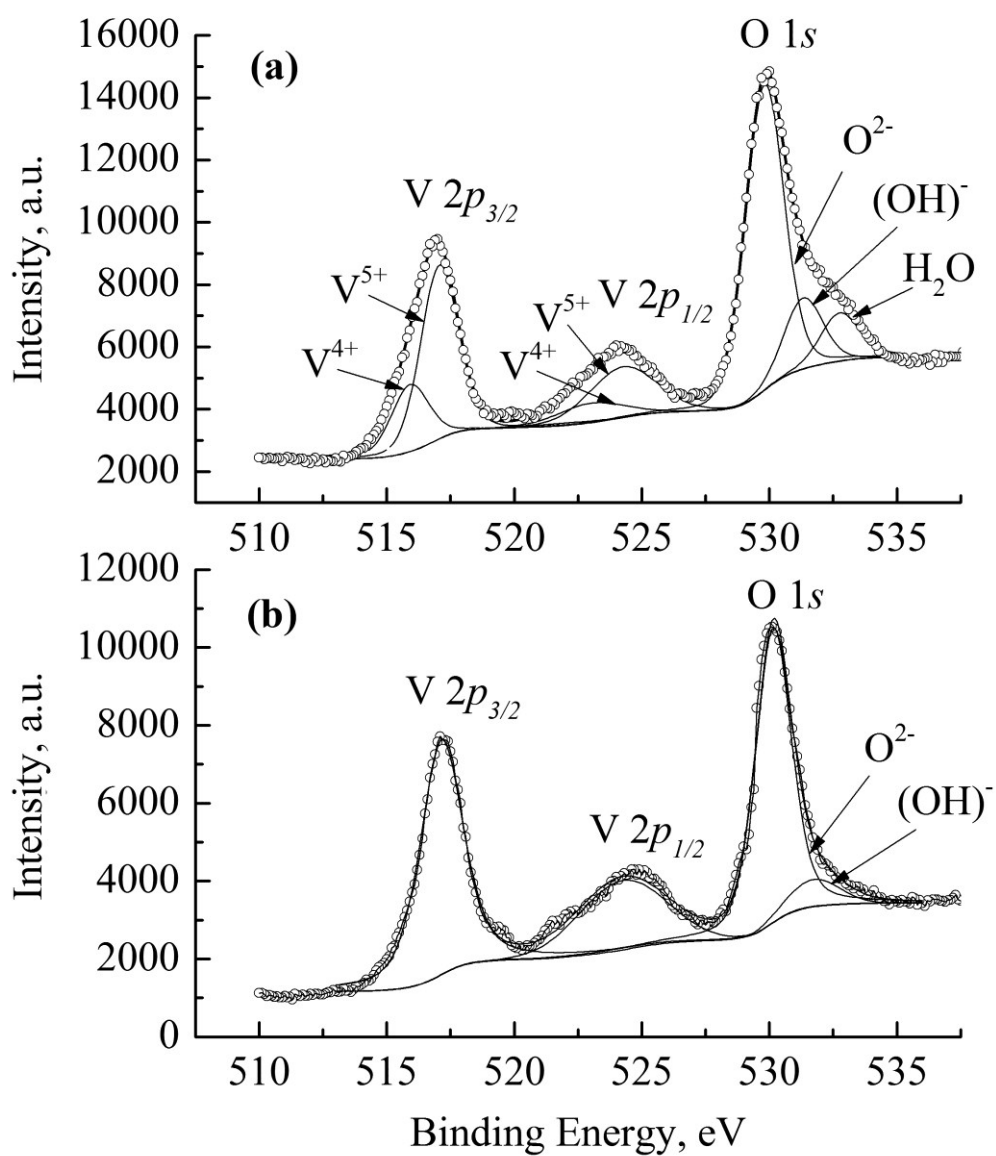 O 1s
(a)
16000
14000
12000
10000
8000
6000
4000
2000
Intensity, a.u.
V 2p3/2
V⁵⁺
V⁴⁺
V⁵⁺ V 2p1/2
V⁴⁺
O²⁻
(OH)⁻
H₂O
510 515 520 525 530 535
(b)
12000
10000
8000
6000
4000
2000
0
Intensity, a.u.
V 2p3/2
V 2p1/2
O 1s
O²⁻
(OH)⁻
510 515 520 525 530 535
Binding Energy, eV